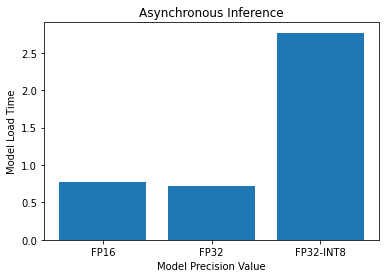 Asynchronous Inference
Model Load Time
2.5
2.0
1.5
1.0
0.5
0.0
FP16 FP32 FP32-INT8
Model Precision Value